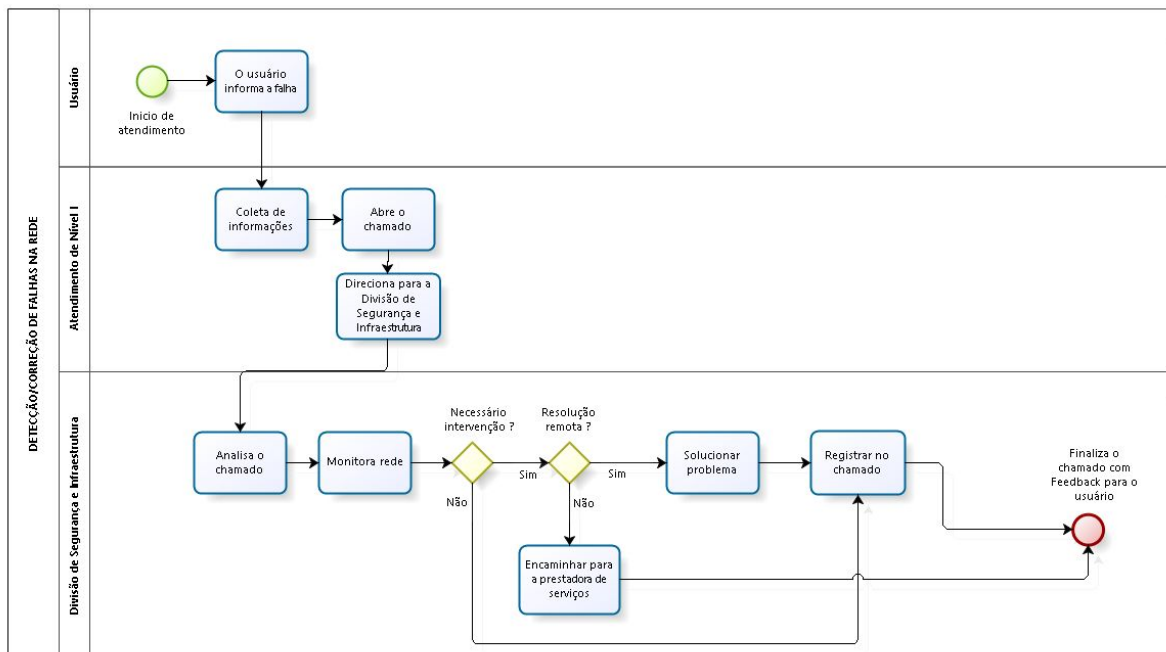 DETECÇÃO/CORREÇÃO DE FALHAS NA REDE
Usuário
Inicio de
atendimento
O usuário
informa a falha
Atendimento de Nível I
Coleta de
informações
Abre o
chamado
Direciona para a
Divisão de
Segurança e
Infraestrutura
Divisão de Segurança e Infraestrutura
Analisa o
chamado
Monitora rede
Necessário
intervenção ?
Sim
Não
Resolução
remota ?
Sim
Não
Solucionar
problema
Registrar no
chamado
Encaminhar para
a prestadora de
serviços
Finaliza o
chamado com
Feedback para o
usuário